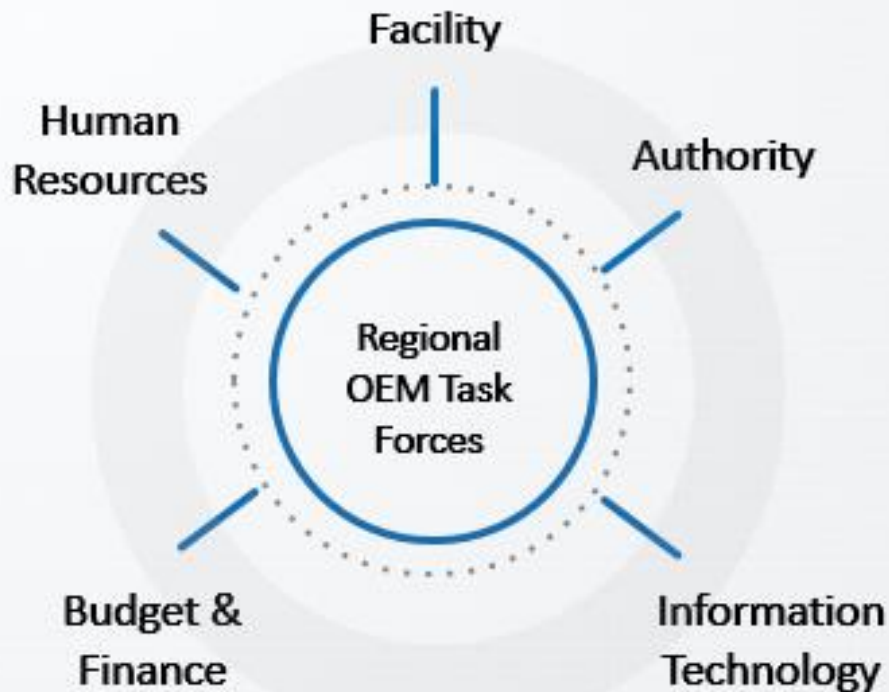 Facility
Human
Resources
Authority
Regional
OEM Task
Forces
Budget &
Finance
Information
Technology